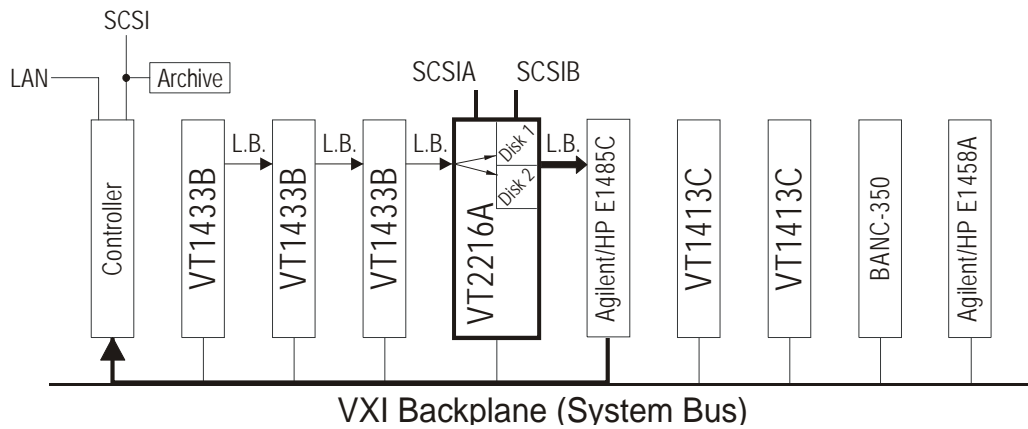 SCSI
LAN
Archive
SCSIA
SCSIB
L.B.
L.B.
L.B.
L.B.
Controller
VT1433B
VT1433B
VT1433B
VT2216A
Disk 1
Disk 2
Agilent/HP E1485C
VT1413C
VT1413C
BANC-350
Agilent/HP E1458A
VXI Backplane (System Bus)